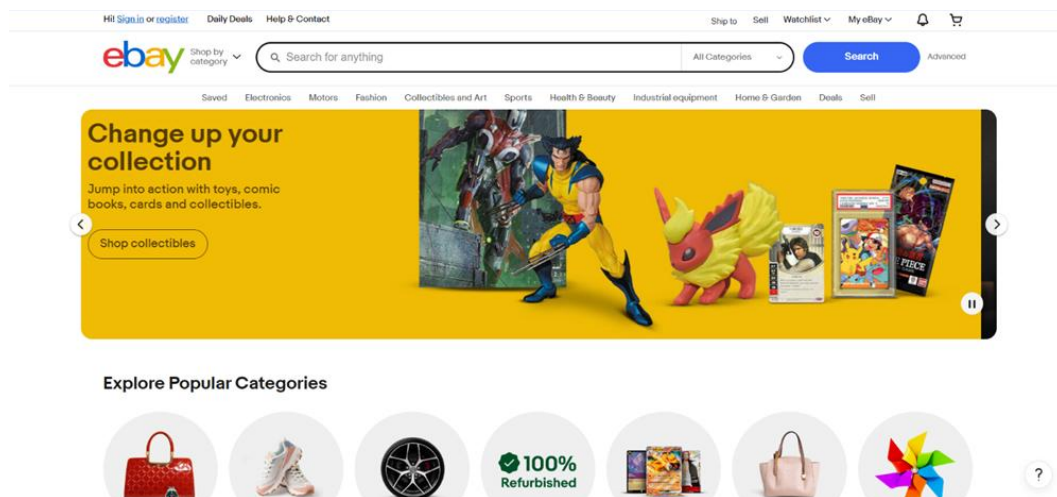 Hi! Sign in or register Daily Deals Help & Contact Ship to Sell Watchlist My eBay
ebay Shop by category Search for anything All Categories Search Advanced
Saved Electronics Motors Fashion Collectibles and Art Sports Health & Beauty Industrial equipment Home & Garden Deals Sell
Change up your
collection
Jump into action with toys, comic
books, cards and collectibles.
Shop collectibles
PIECE
Explore Popular Categories
100%
Refurbished
?